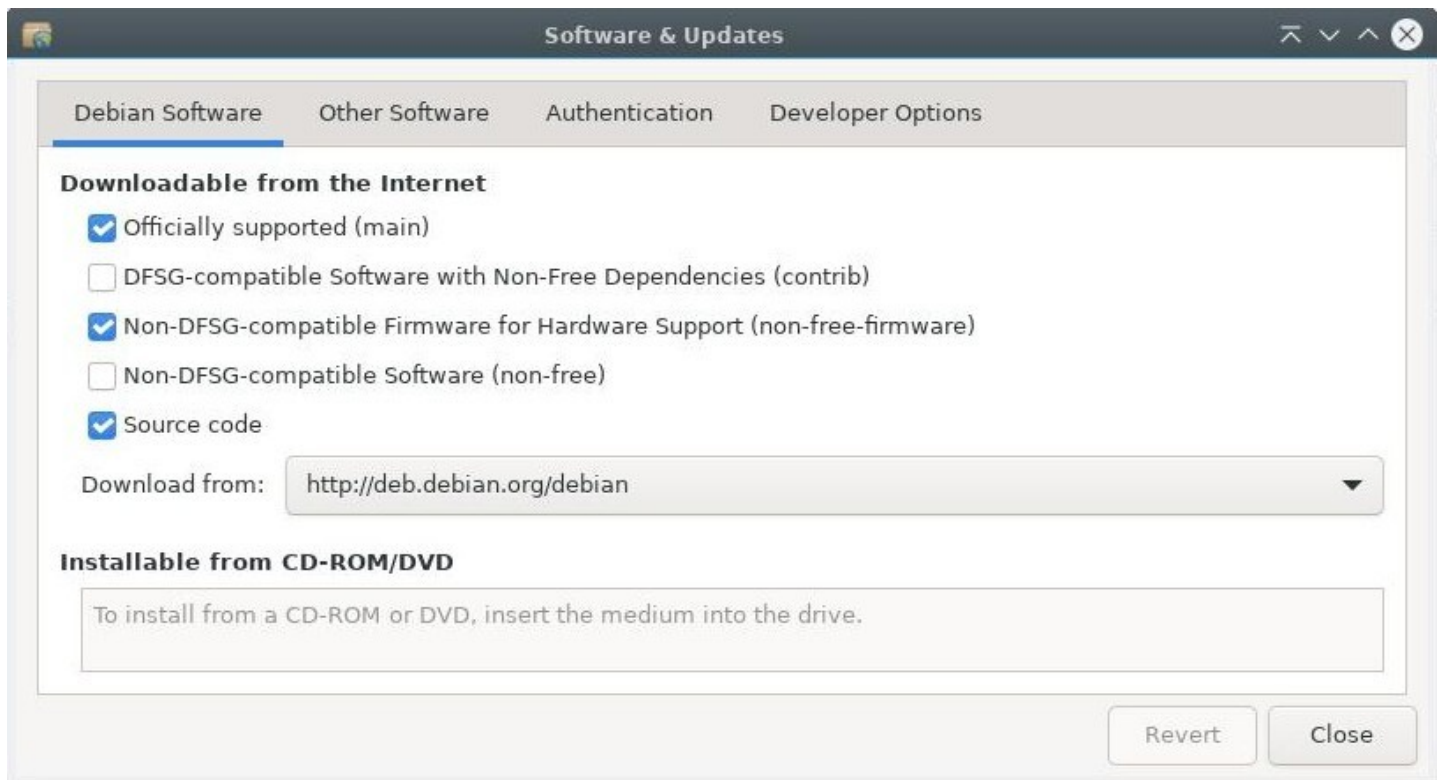 Software & Updates
Debian Software Other Software Authentication Developer Options
Downloadable from the Internet
Officially supported (main)
DFSG-compatible Software with Non-Free Dependencies (contrib)
Non-DFSG-compatible Firmware for Hardware Support (non-free-firmware)
Non-DFSG-compatible Software (non-free)
Source code
Download from: http://deb.debian.org/debian
Installable from CD-ROM/DVD
To install from a CD-ROM or DVD, insert the medium into the drive.
Revert Close